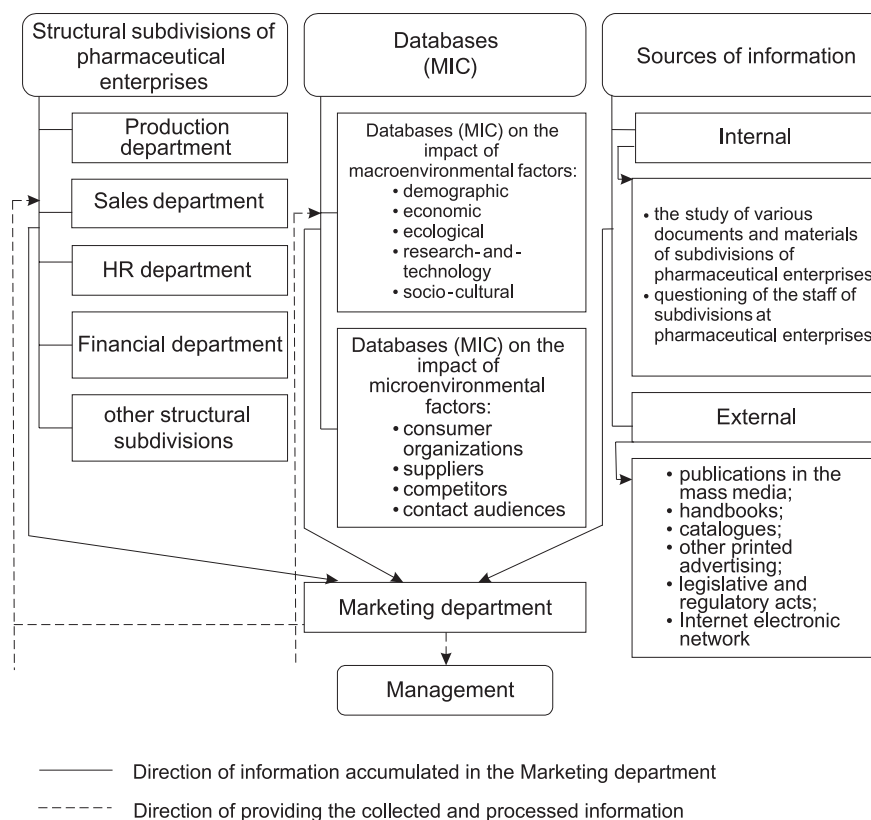 Structural subdivisions of
pharmaceutical
enterprises
Production
department
Sales department
HR department
Financial department
other structural
subdivisions
Databases
(MIC)
Databases (MIC) on the
impact of
macroenvironmental factors:
• demographic
• economic
• ecological
• research-and-
technology
• socio-cultural
Databases (MIC) on the
impact of
microenvironmental
factors:
• consumer
organizations
• suppliers
• competitors
• contact audiences
Sources of information
Internal
• the study of various
documents and materials
of subdivisions of
pharmaceutical enterprises
• questioning of the staff of
subdivisions at
pharmaceutical enterprises
External
• publications in the
mass media;
• handbooks;
• catalogues;
• other printed
advertising;
• legislative and
regulatory acts;
• Internet electronic
network
Marketing department
Management
Direction of information accumulated in the Marketing department
Direction of providing the collected and processed information